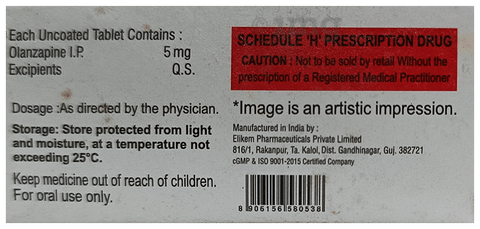 Each Uncoated Tablet Contains :
Olanzapine I.P. 5 mg
Excipients Q.S.
Dosage :As directed by the physician.
Storage: Store protected from light
and moisture, at a temperature not
exceeding 25°C.
Keep medicine out of reach of children.
For oral use only.
SCHEDULE 'H' PRESCRIPTION DRUG
CAUTION : Not to be sold by retail Without the
prescription of a Registered Medical Practitioner
*Image is an artistic impression.
Manufactured in India by :
Elikem Pharmaceuticals Private Limited
816/1, Rakanpur, Ta. Kalol, Dist. Gandhinagar, Guj. 382721
cGMP & ISO 9001-2015 Certified Company
8 906156 580538